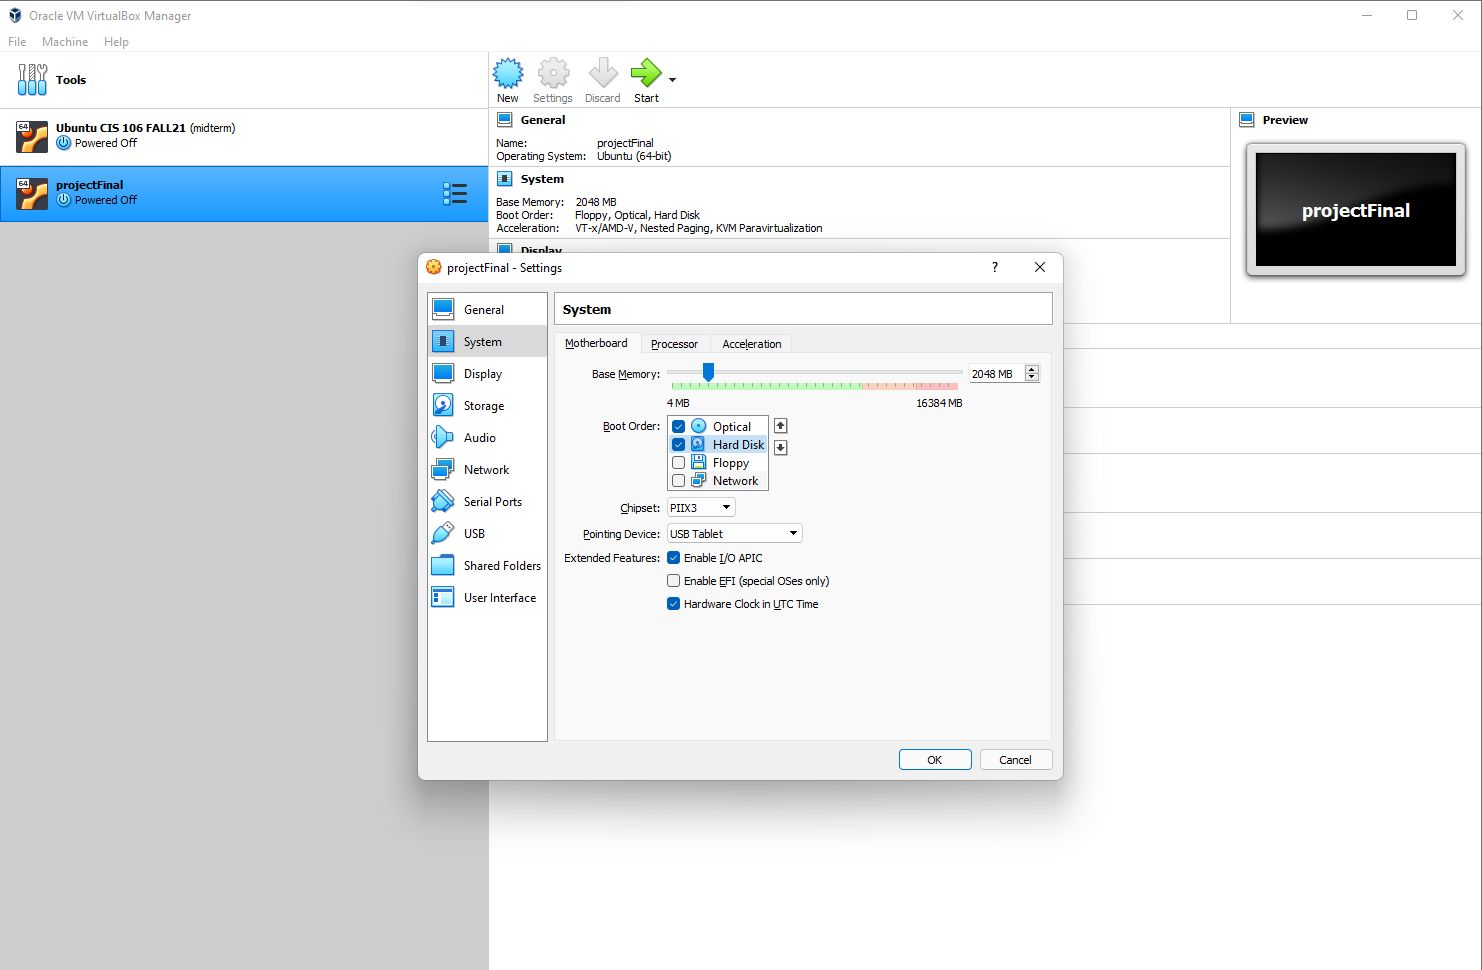 Oracle VM VirtualBox Manager
File Machine Help
Tools
New Settings Discard Start
64
Ubuntu CIS 106 FALL21 (midterm)
Powered Off
64
projectFinal
Powered Off
General
Name: projectFinal
Operating System: Ubuntu (64-bit)
System
Base Memory: 2048 MB
Boot Order: Floppy, Optical, Hard Disk
Acceleration: VT-x/AMD-V, Nested Paging, KVM Paravirtualization
Display
Preview
projectFinal
projectFinal - Settings
?
General
System
Display
Storage
Audio
Network
Serial Ports
USB
Shared Folders
User Interface
System
Motherboard Processor Acceleration
Base Memory: 2048 MB
4 MB 16384 MB
Boot Order: Optical
Hard Disk
Floppy
Network
Chipset: PIIX3
Pointing Device: USB Tablet
Extended Features: Enable I/O APIC
Enable EFI (special OSes only)
Hardware Clock in UTC Time
OK Cancel